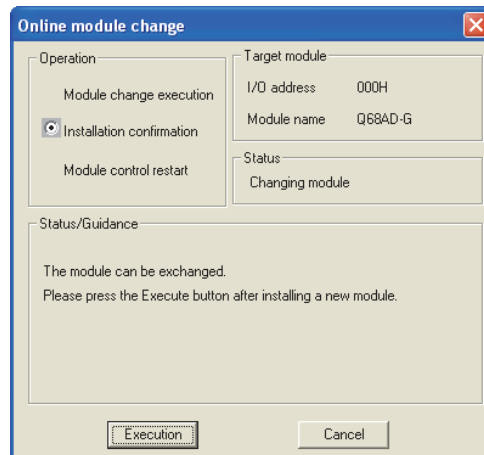 Online module change
Operation
Module change execution
Installation confirmation
Module control restart
Target module
I/O address 000H
Module name Q68AD-G
Status
Changing module
Status/Guidance
The module can be exchanged.
Please press the Execute button after installing a new module.
Execution Cancel